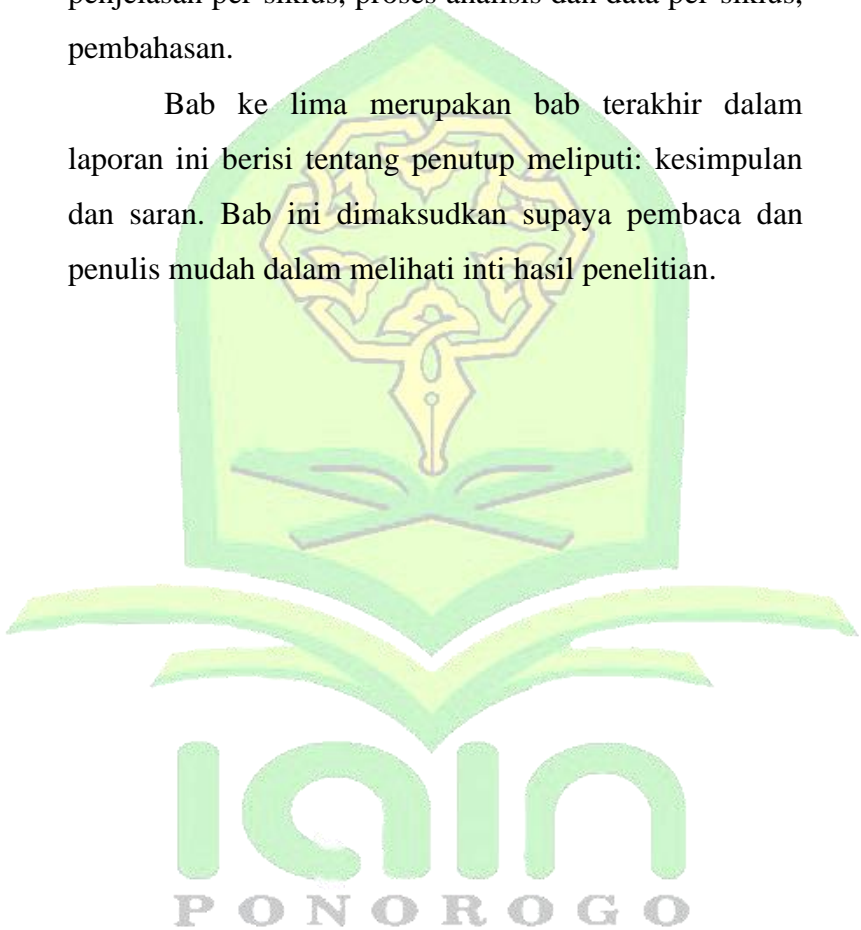 penjelasan per-siklus, proses analisis dan data per-siklus,
pembahasan.
Bab ke lima merupakan bab terakhir dalam
laporan ini berisi tentang penutup meliputi: kesimpulan
dan saran. Bab ini dimaksudkan supaya pembaca dan
penulis mudah dalam melihati inti hasil penelitian.
iain
PONOROGO